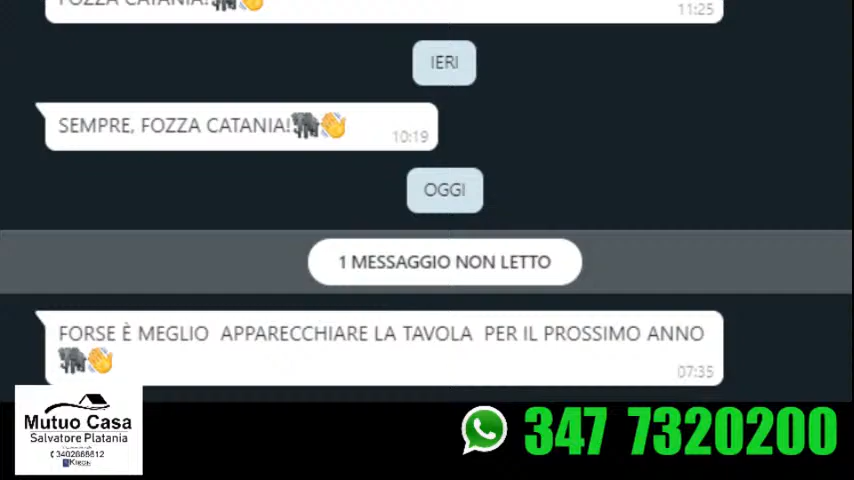 FOZZA CATANIA!🐘👋
11:25
IERI
SEMPRE, FOZZA CATANIA!🐘👋
10:19
OGGI
1 MESSAGGIO NON LETTO
FORSE È MEGLIO APPARECCHIARE LA TAVOLA PER IL PROSSIMO ANNO
🐘👋
07:35
Mutuo Casa
Salvatore Platania
347 7320200